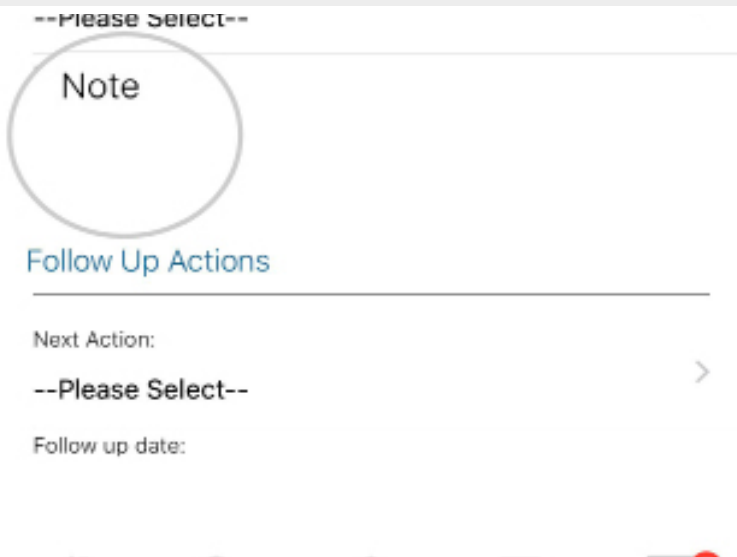 --Please Select--
Note
Follow Up Actions
Next Action:
--Please Select--
Follow up date: